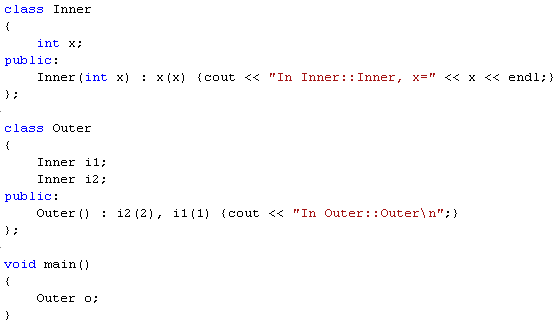 class Inner
{
    int x;
public:
    Inner(int x) : x(x) {cout << "In Inner::Inner, x=" << x << endl;}
};
class Outer
{
    Inner i1;
    Inner i2;
public:
    Outer() : i2(2), i1(1) {cout << "In Outer::Outer\n";}
};
void main()
{
    Outer o;
}